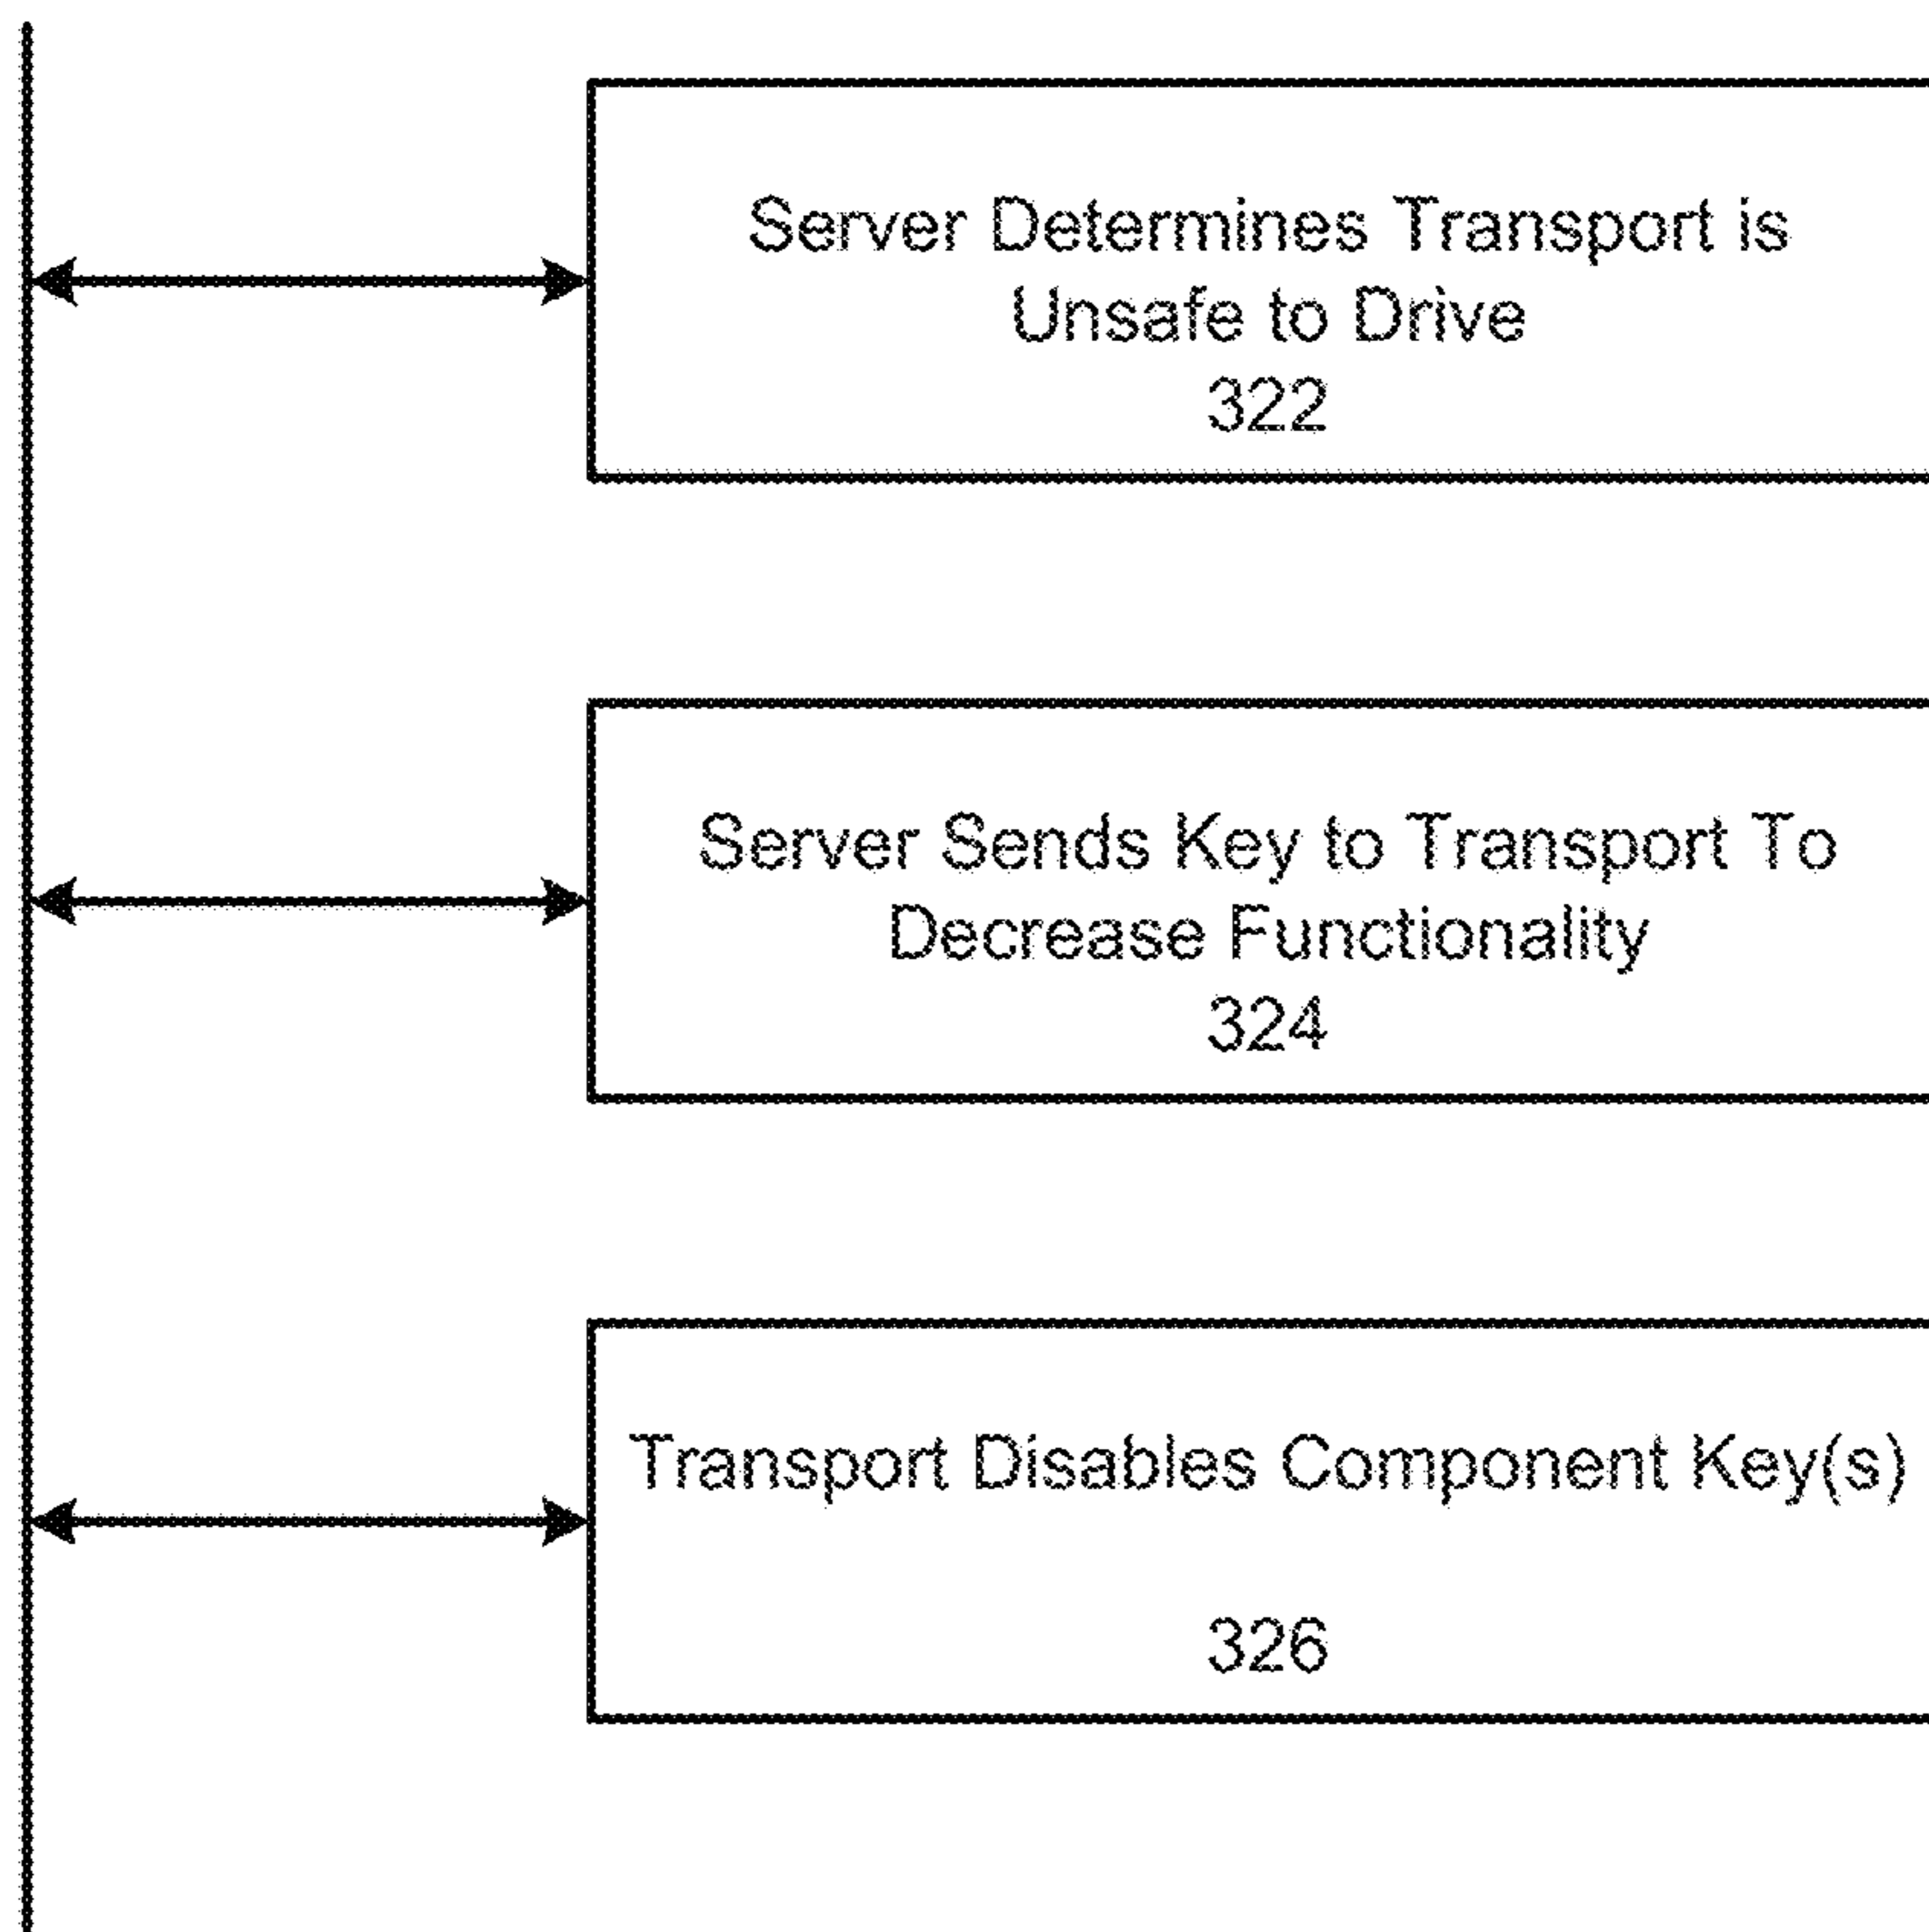 Server Determines Transport is
Unsafe to Drive
322
Server Sends Key to Transport To
Decrease Functionality
324
Transport Disables Component Key(s)
326